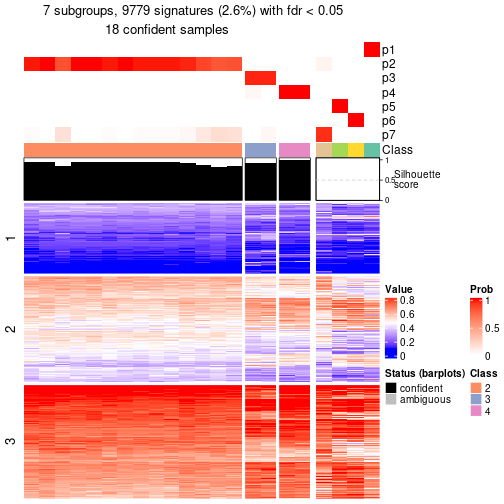 7 subgroups, 9779 signatures (2.6%) with fdr < 0.05
18 confident samples
p1
p2
p3
p4
p5
p6
p7
Class
1
0.5
0
Silhouette
score
1
2
3
Value
0.8
0.6
0.4
0.2
0
Prob
1
0.5
0
Status (barplots)
confident
ambiguous
Class
2
3
4